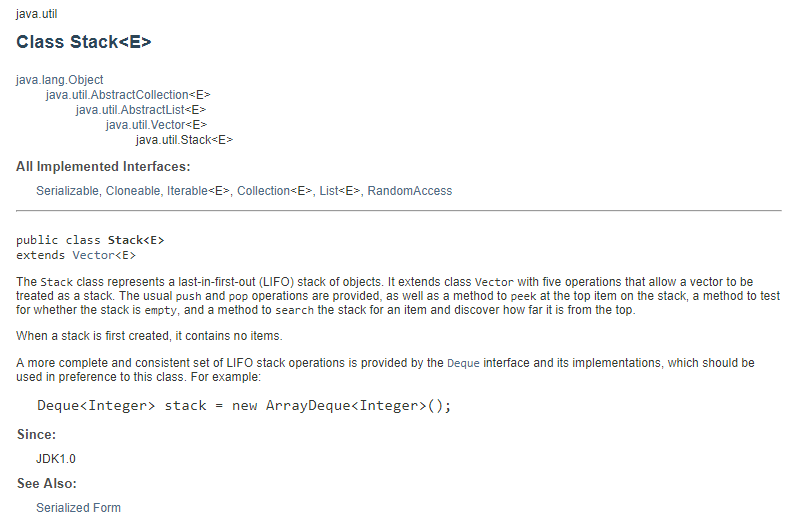 java.util
Class Stack<E>
java.lang.Object
java.util.AbstractCollection<E>
java.util.AbstractList<E>
java.util.Vector<E>
java.util.Stack<E>
All Implemented Interfaces:
Serializable, Cloneable, Iterable<E>, Collection<E>, List<E>, RandomAccess
public class Stack<E>
extends Vector<E>
The Stack class represents a last-in-first-out (LIFO) stack of objects. It extends class Vector with five operations that allow a vector to be
treated as a stack. The usual push and pop operations are provided, as well as a method to peek at the top item on the stack, a method to test
for whether the stack is empty, and a method to search the stack for an item and discover how far it is from the top.
When a stack is first created, it contains no items.
A more complete and consistent set of LIFO stack operations is provided by the Deque interface and its implementations, which should be
used in preference to this class. For example:
Deque<Integer> stack = new ArrayDeque<Integer>();
Since:
JDK1.0
See Also:
Serialized Form